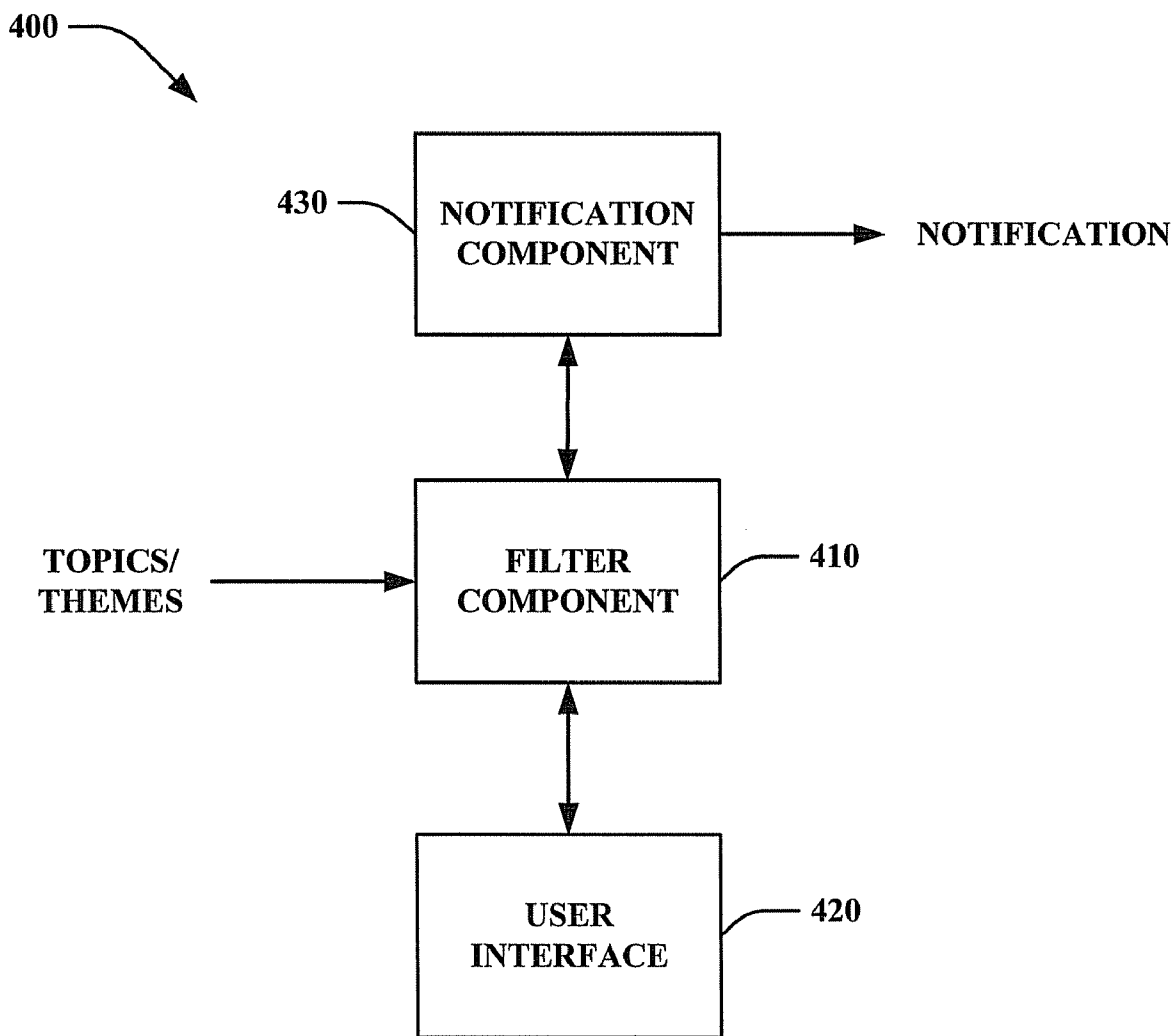 400
430
NOTIFICATION
COMPONENT
NOTIFICATION
TOPICS/
THEMES
FILTER
COMPONENT
410
USER
INTERFACE
420